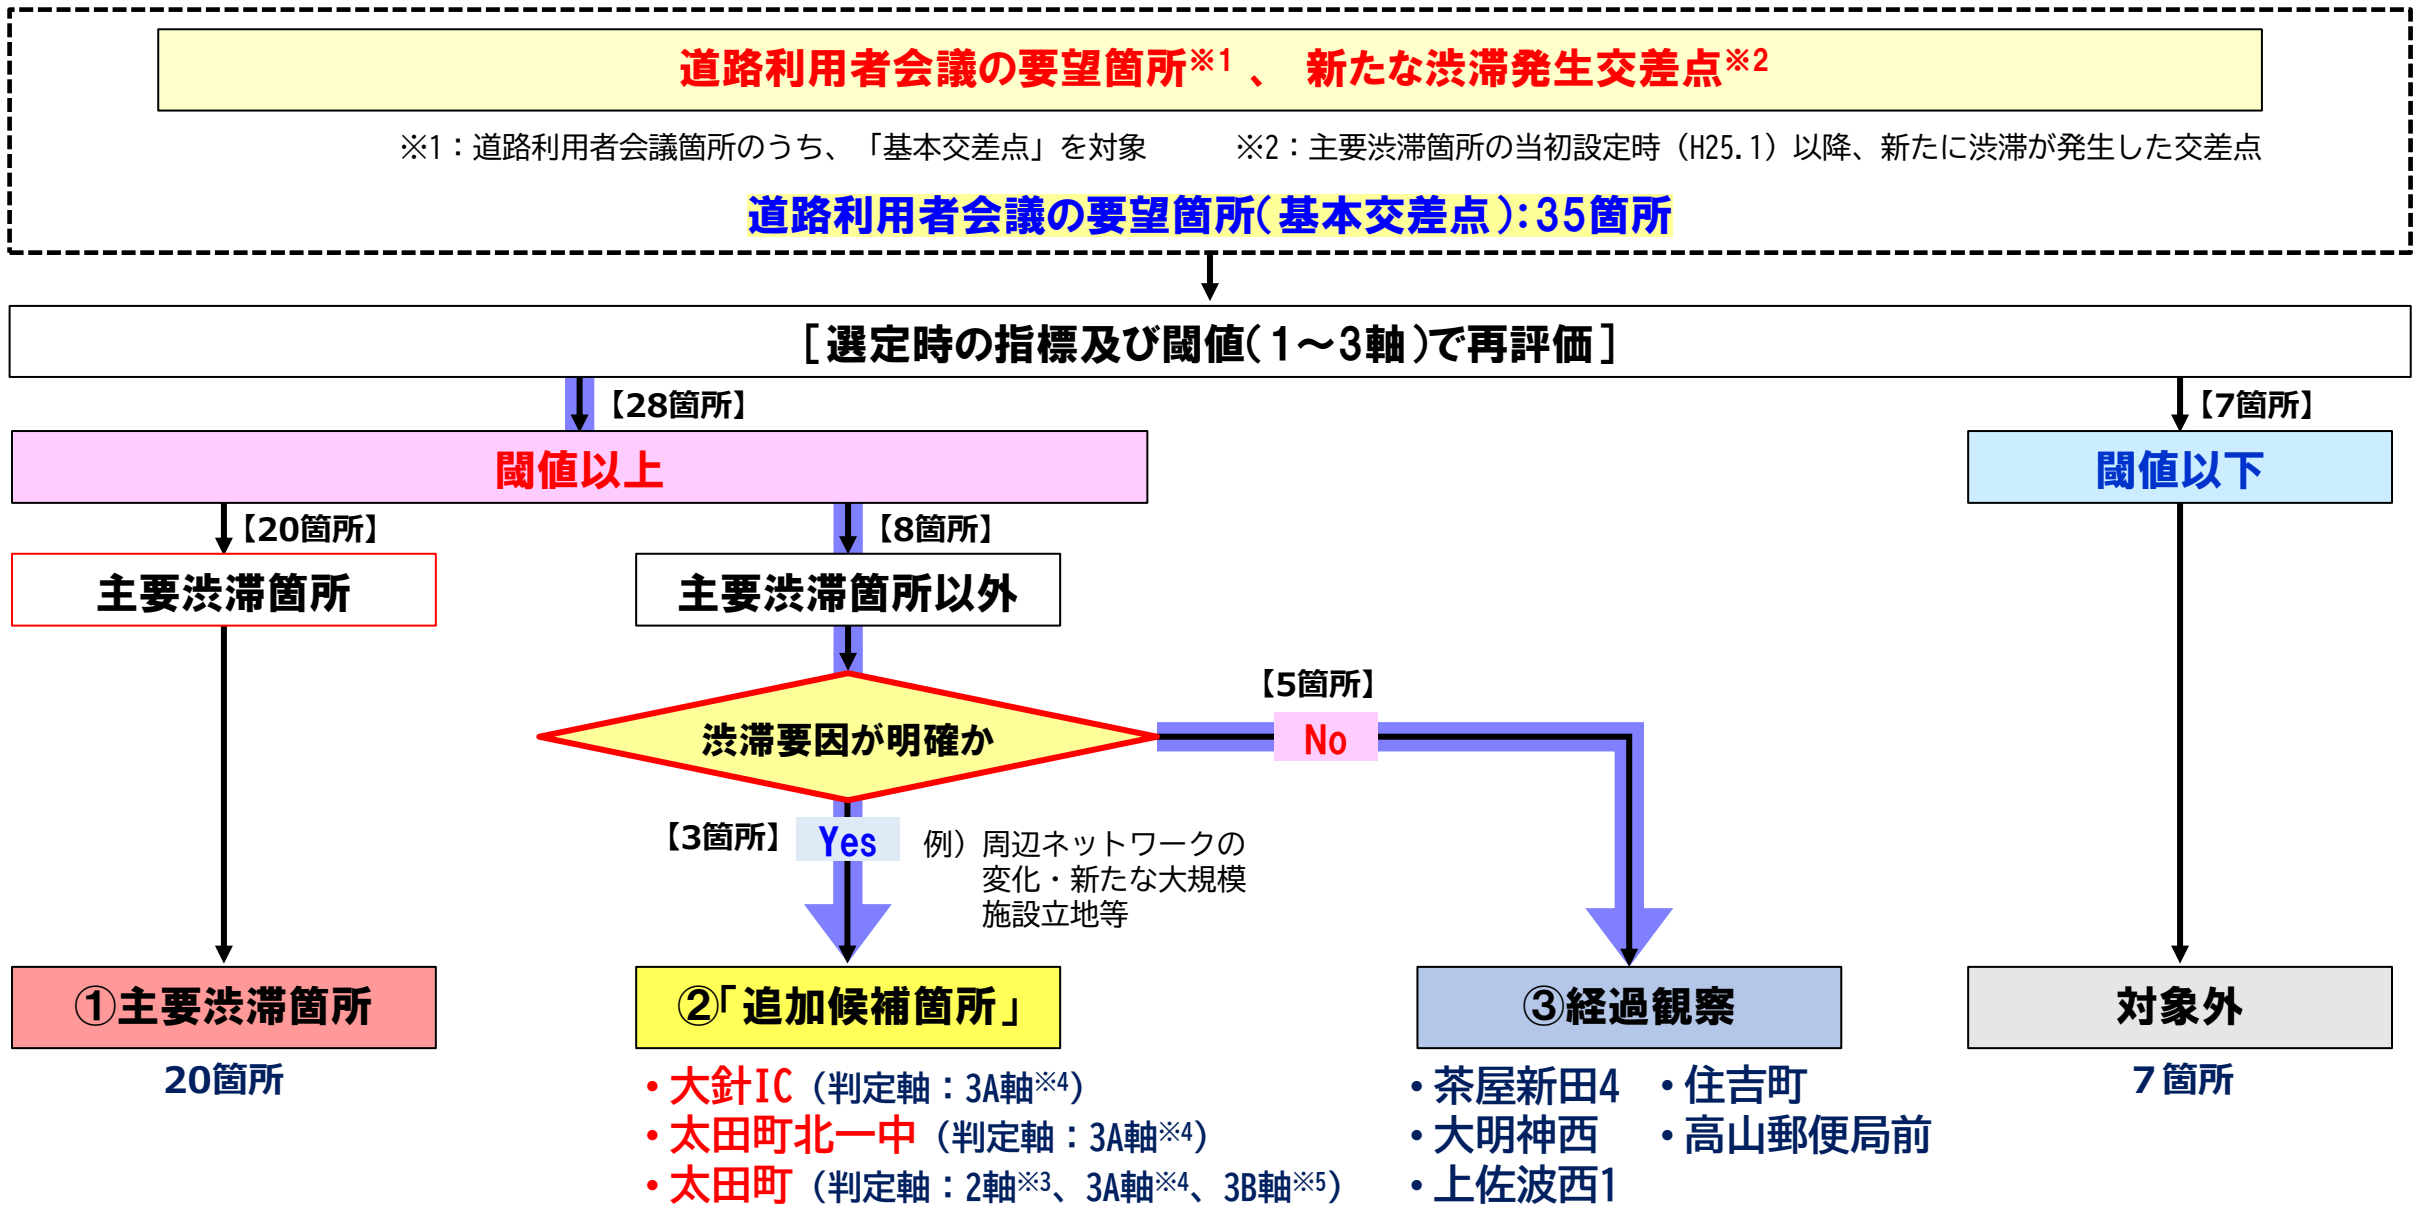 道路利用者会議の要望箇所※1 、 新たな渋滞発生交差点※2
※1：道路利用者会議箇所のうち、「基本交差点」を対象
※2：主要渋滞箇所の当初設定時（H25.1）以降、新たに渋滞が発生した交差点
道路利用者会議の要望箇所（基本交差点）：35箇所
［選定時の指標及び閾値（1～3軸）で再評価］
【28箇所】
【7箇所】
閾値以上
閾値以下
【20箇所】
【8箇所】
主要渋滞箇所
主要渋滞箇所以外
渋滞要因が明確か
【5箇所】
No
【3箇所】
Yes
例）周辺ネットワークの
変化・新たな大規模
施設立地等
①主要渋滞箇所
②「追加候補箇所」
③経過観察
対象外
20箇所
・大針IC（判定軸：3A軸※4）
・太田町北一中（判定軸：3A軸※4）
・太田町（判定軸：2軸※3、3A軸※4、3B軸※5）
・茶屋新田4
・大明神西
・上佐波西1
・住吉町
・高山郵便局前
７箇所